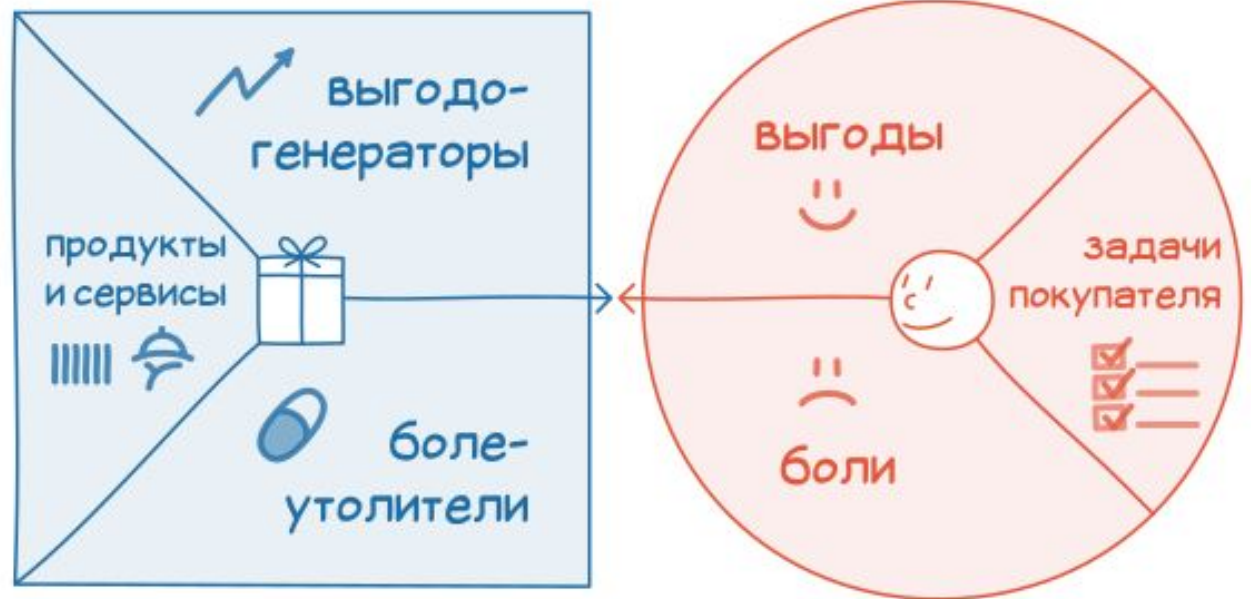 выгодо-
генераторы
продукты
и сервисы
боле-
утолители
выгоды
задачи
покупателя
боли